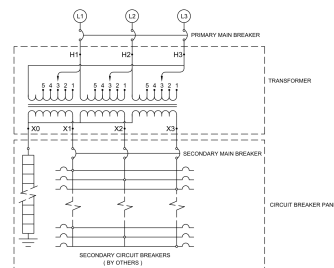 L1 L2 L3
PRIMARY MAIN BREAKER
H1 H2 H3
5 4 3 2 1 5 4 3 2 1 5 4 3 2 1
TRANSFORMER
X0 X1 X2 X3
SECONDARY MAIN BREAKER
CIRCUIT BREAKER PAN
SECONDARY CIRCUIT BREAKERS
( BY OTHERS )